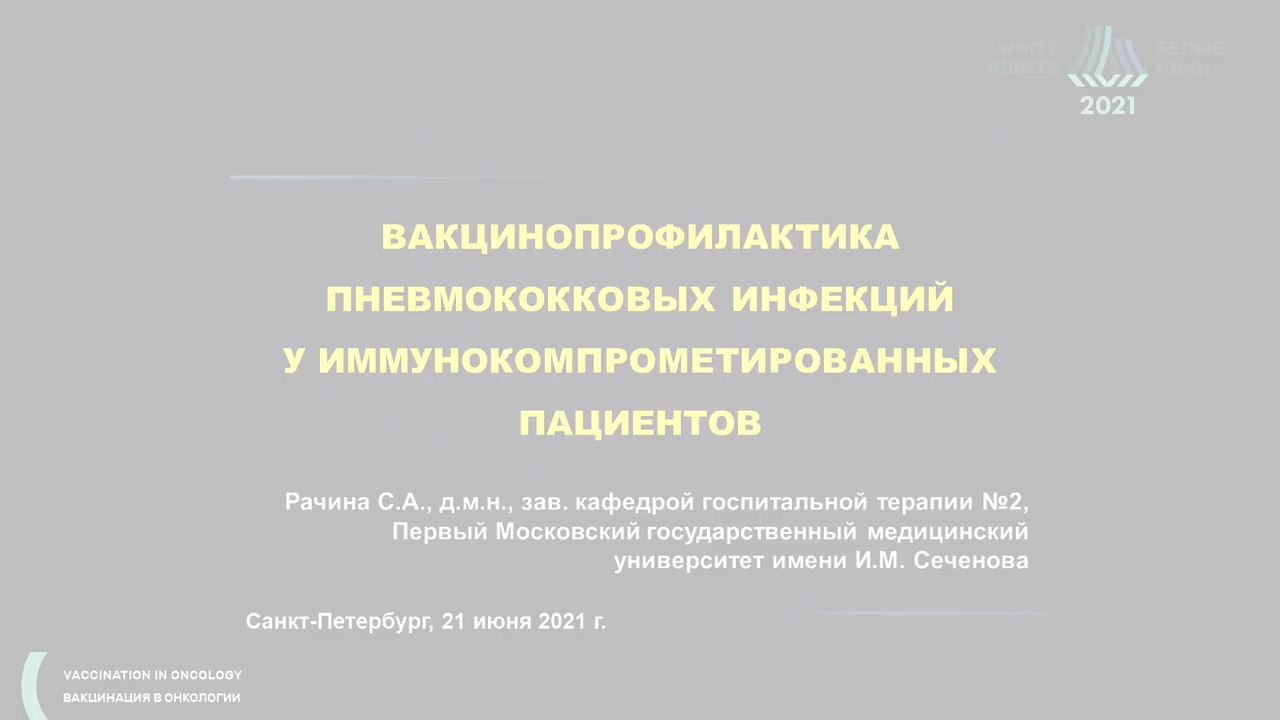 WHITE
NIGHTS
БЕЛЫЕ
НОЧИ
2021
ВАКЦИНОПРОФИЛАКТИКА
ПНЕВМОКОККОВЫХ ИНФЕКЦИЙ
У ИММУНОКОМПРОМЕТИРОВАННЫХ
ПАЦИЕНТОВ
Рачина С.А., д.м.н., зав. кафедрой госпитальной терапии №2,
Первый Московский государственный медицинский
университет имени И.М. Сеченова
Санкт-Петербург, 21 июня 2021 г.
VACCINATION IN ONCOLOGY
ВАКЦИНАЦИЯ В ОНКОЛОГИИ